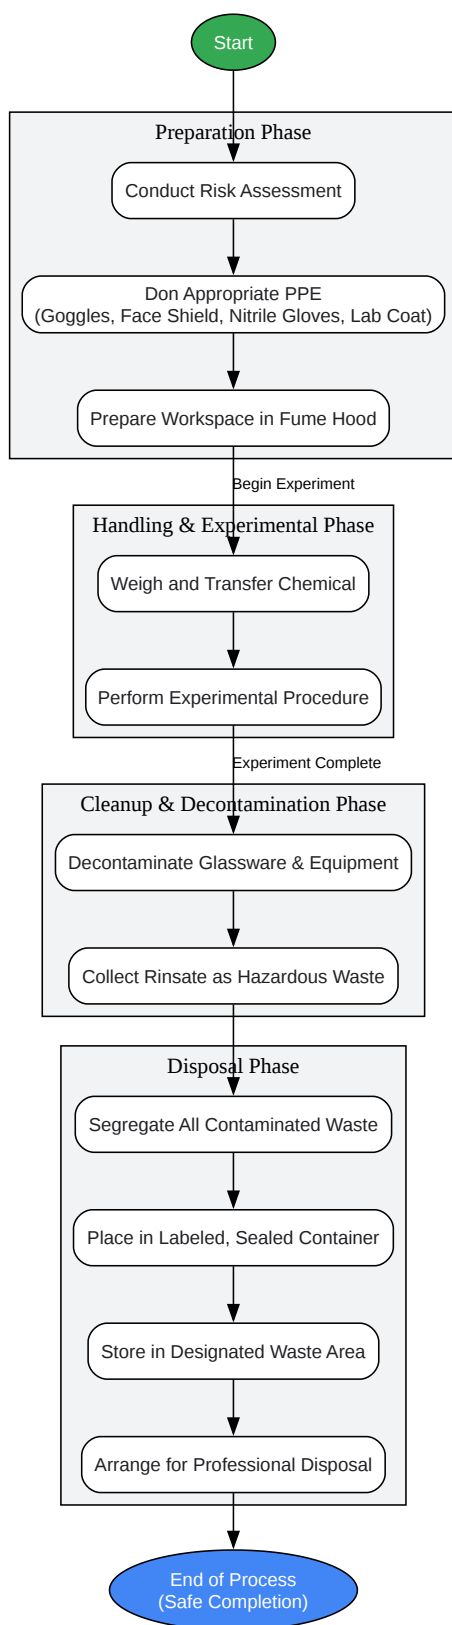 Start
Preparation Phase
Conduct Risk Assessment
Don Appropriate PPE
(Goggles, Face Shield, Nitrile Gloves, Lab Coat)
Prepare Workspace in Fume Hood
Begin Experiment
Handling & Experimental Phase
Weigh and Transfer Chemical
Perform Experimental Procedure
Experiment Complete
Cleanup & Decontamination Phase
Decontaminate Glassware & Equipment
Collect Rinsate as Hazardous Waste
Disposal Phase
Segregate All Contaminated Waste
Place in Labeled, Sealed Container
Store in Designated Waste Area
Arrange for Professional Disposal
End of Process
(Safe Completion)